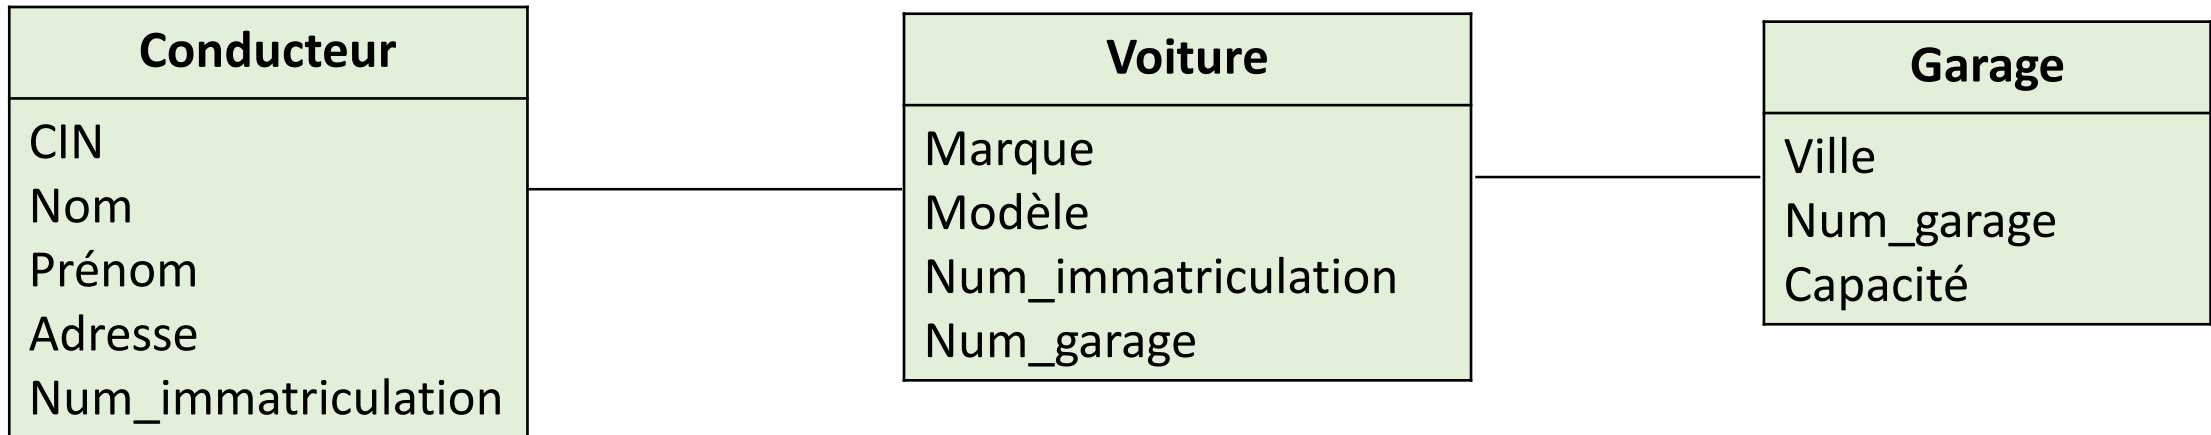 Conducteur
CIN
Nom
Prénom
Adresse
Num_immatriculation
Voiture
Marque
Modèle
Num_immatriculation
Num_garage
Garage
Ville
Num_garage
Capacité